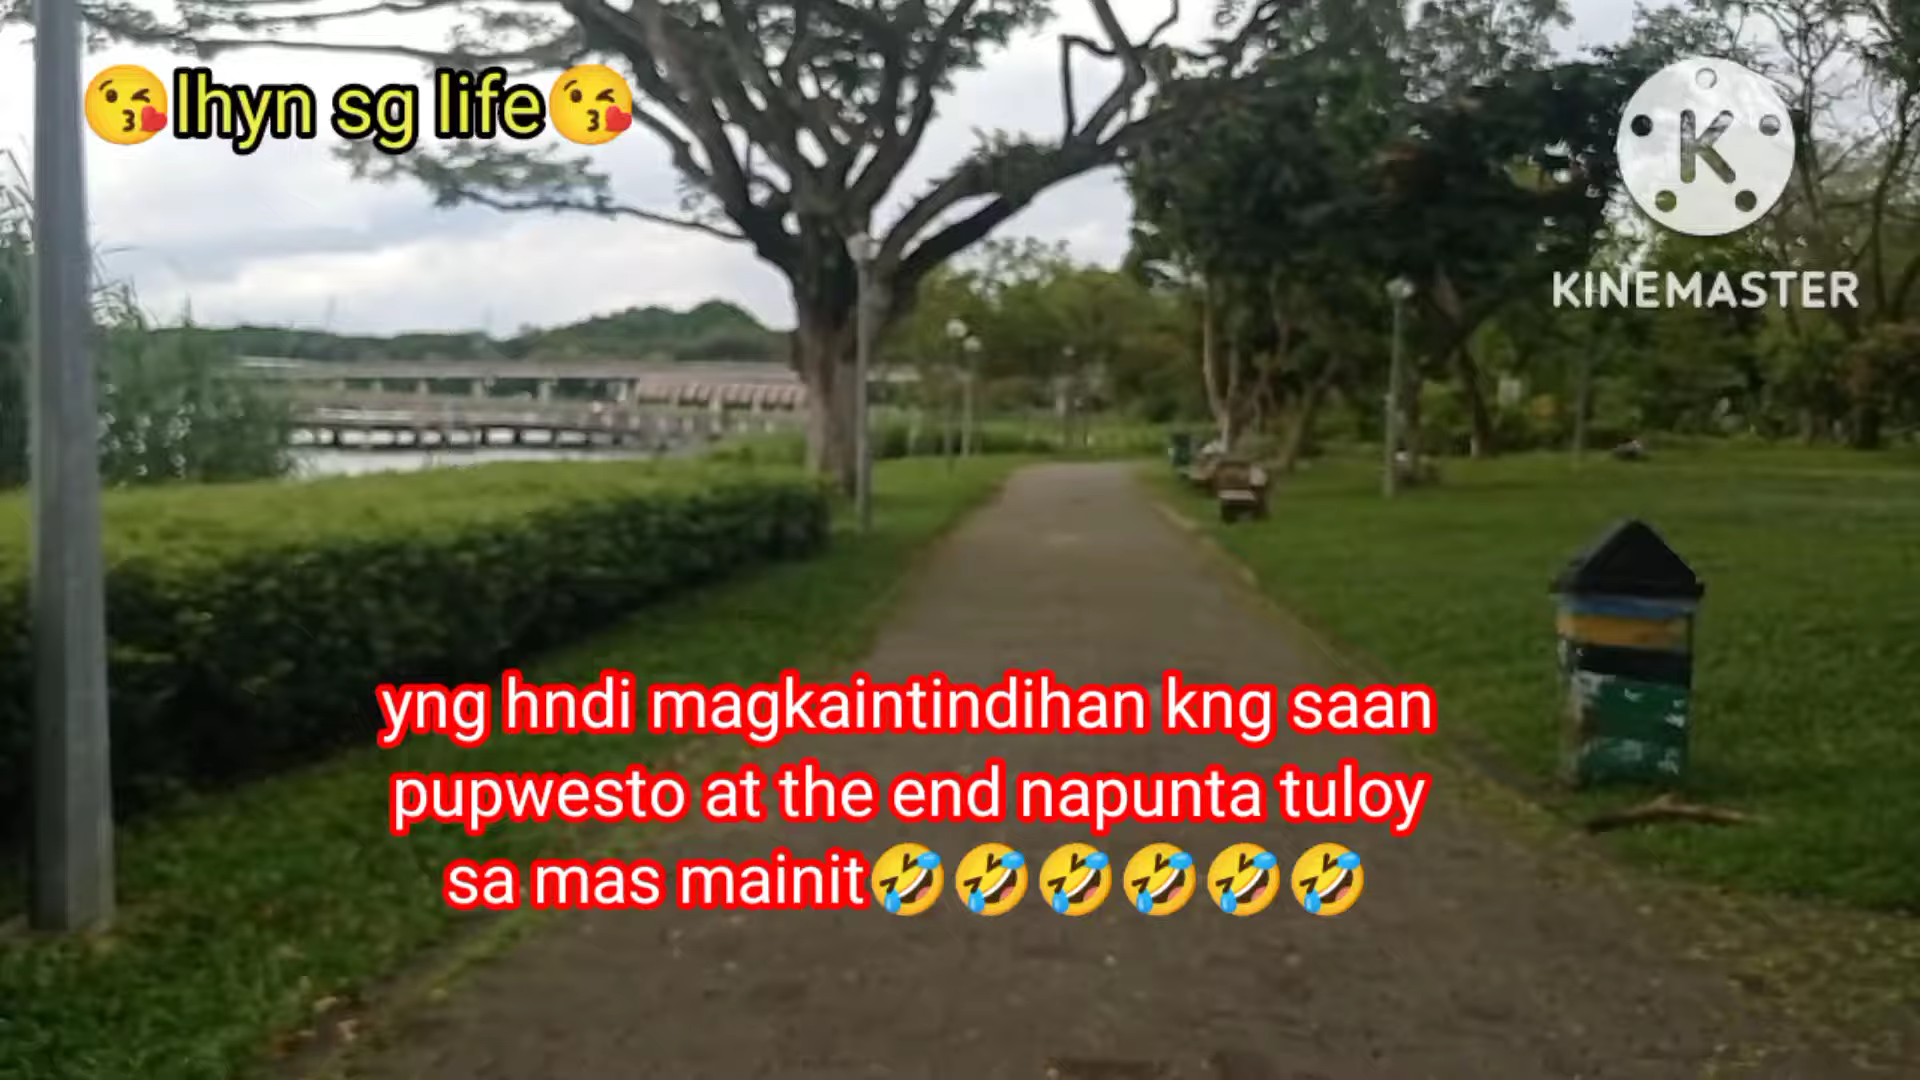 😘lhyn sg life😘
KINEMASTER
yng hndi magkaintindihan kng saan
pupwesto at the end napunta tuloy
sa mas mainit🤣🤣🤣🤣🤣🤣